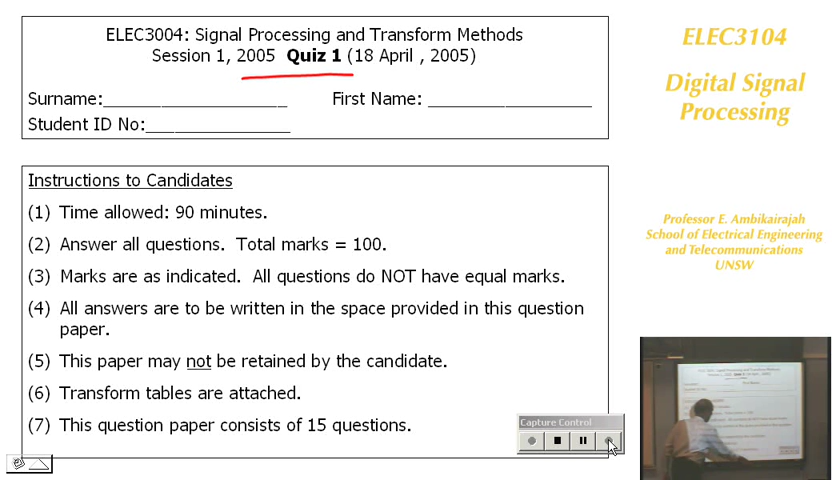 ELEC3004: Signal Processing and Transform Methods
Session 1, 2005 Quiz 1 (18 April , 2005)
Surname:____________________ First Name: __________________
Student ID No:________________
Instructions to Candidates
(1) Time allowed: 90 minutes.
(2) Answer all questions. Total marks = 100.
(3) Marks are as indicated. All questions do NOT have equal marks.
(4) All answers are to be written in the space provided in this question
paper.
(5) This paper may not be retained by the candidate.
(6) Transform tables are attached.
(7) This question paper consists of 15 questions.
Capture Control
ELEC3104
Digital Signal
Processing
Professor E. Ambikairajah
School of Electrical Engineering
and Telecommunications
UNSW